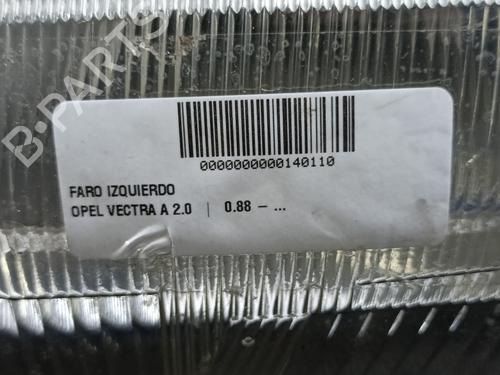 B-PARTS
0000000000140110
FARO IZQUIERDO
OPEL VECTRA A 2.0 | 0.88 – ...